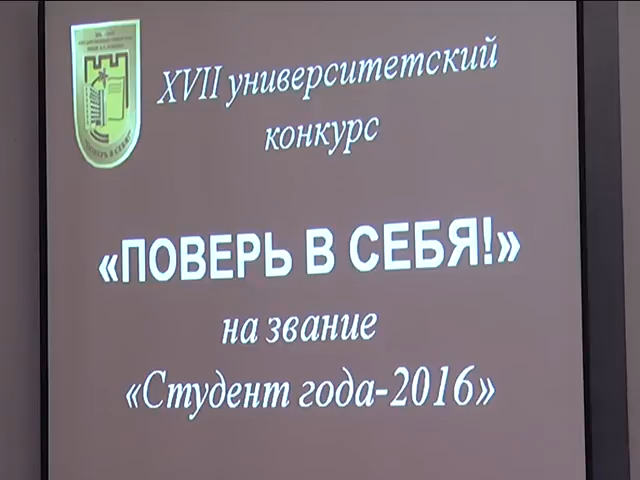 XVII университетский
конкурс
«ПОВЕРЬ В СЕБЯ!»
на звание
«Студент года-2016»